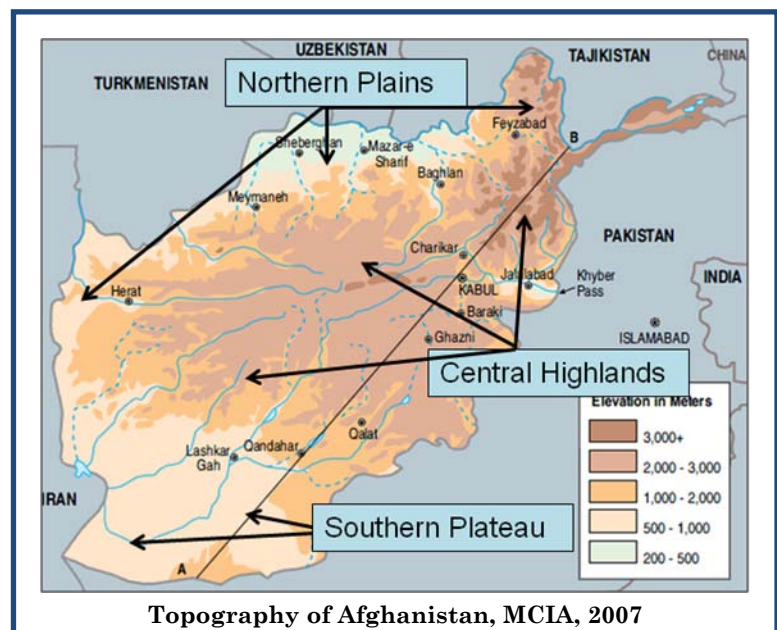 UZBEKISTAN
TAJIKISTAN
CHINA
TURKMENISTAN
Northern Plains
Feyzabad
B
Sheberghan
Mazar-e
Sharif
Baghlan
Meymaneh
PAKISTAN
Charikar
INDIA
Jalalabad
Khyber
Pass
Herat
KABUL
Baraki
ISLAMABAD
Ghazni
Central Highlands
Elevation in Meters
3,000+
2,000 - 3,000
1,000 - 2,000
500 - 1,000
200 - 500
Qalat
Lashkar
Gah
Qandahar
IRAN
Southern Plateau
A
Topography of Afghanistan, MCIA, 2007